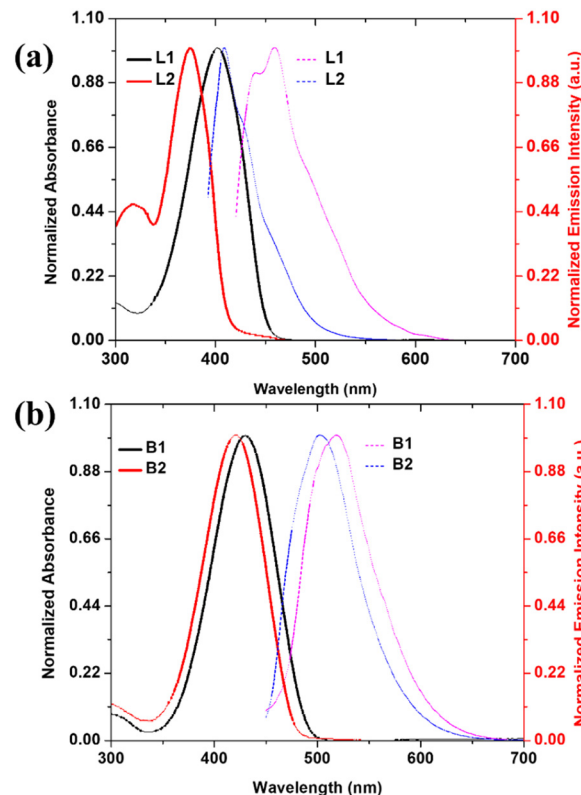 (a)
1.10
0.88
0.66
0.44
0.22
0.00
Normalized Absorbance
L1
L2
L1
L2
1.10
0.88
0.66
0.44
0.22
0.00
Normalized Emission Intensity (a.u.)
300 400 500 600 700
Wavelength (nm)
(b)
1.10
0.88
0.66
0.44
0.22
0.00
Normalized Absorbance
B1
B2
B1
B2
1.10
0.88
0.66
0.44
0.22
0.00
Normalized Emission Intensity (a.u.)
300 400 500 600 700
Wavelength (nm)